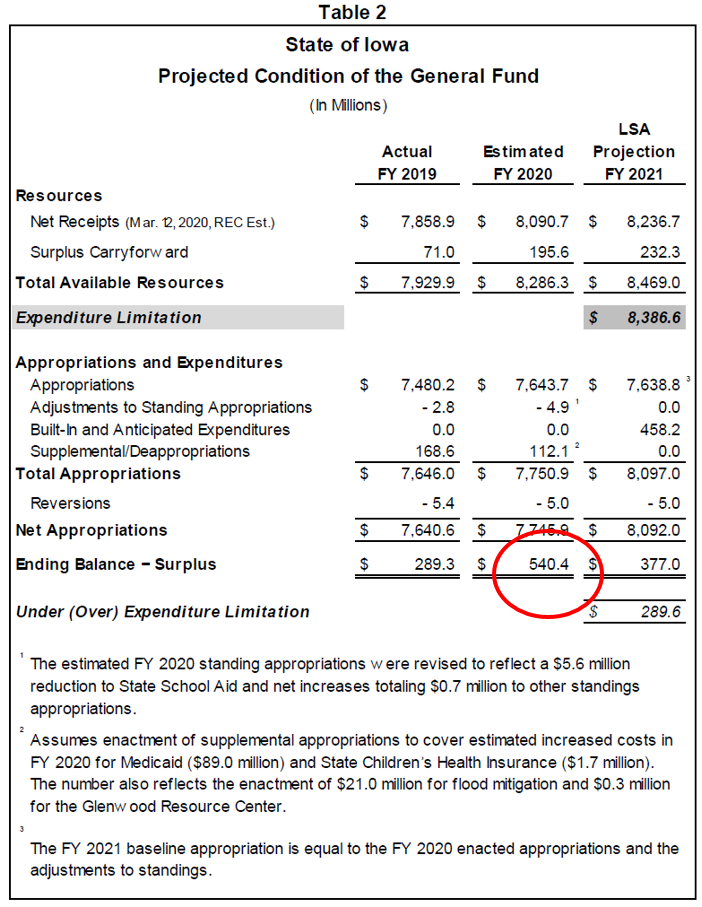 Table 2
State of Iowa
Projected Condition of the General Fund
(In Millions)
LSA
Actual Estimated Projection
FY 2019 FY 2020 FY 2021
Resources
Net Receipts (Mar. 12, 2020, REC Est.) $ 7,858.9 $ 8,090.7 $ 8,236.7
Surplus Carryforward 71.0 195.6 232.3
Total Available Resources $ 7,929.9 $ 8,286.3 $ 8,469.0
Expenditure Limitation $ 8,386.6
Appropriations and Expenditures
Appropriations $ 7,480.2 $ 7,643.7 $ 7,638.8 3
Adjustments to Standing Appropriations - 2.8 - 4.9 1 0.0
Built-In and Anticipated Expenditures 0.0 0.0 458.2
Supplemental/Deappropriations 168.6 112.1 2 0.0
Total Appropriations $ 7,646.0 $ 7,750.9 $ 8,097.0
Reversions - 5.4 - 5.0 - 5.0
Net Appropriations $ 7,640.6 $ 7,745.9 $ 8,092.0
Ending Balance − Surplus $ 289.3 $ 540.4 $ 377.0
Under (Over) Expenditure Limitation $ 289.6
1 The estimated FY 2020 standing appropriations were revised to reflect a $5.6 million
reduction to State School Aid and net increases totaling $0.7 million to other standings
appropriations.
2 Assumes enactment of supplemental appropriations to cover estimated increased costs in
FY 2020 for Medicaid ($89.0 million) and State Children's Health Insurance ($1.7 million).
The number also reflects the enactment of $21.0 million for flood mitigation and $0.3 million
for the Glenwood Resource Center.
3
The FY 2021 baseline appropriation is equal to the FY 2020 enacted appropriations and the
adjustments to standings.